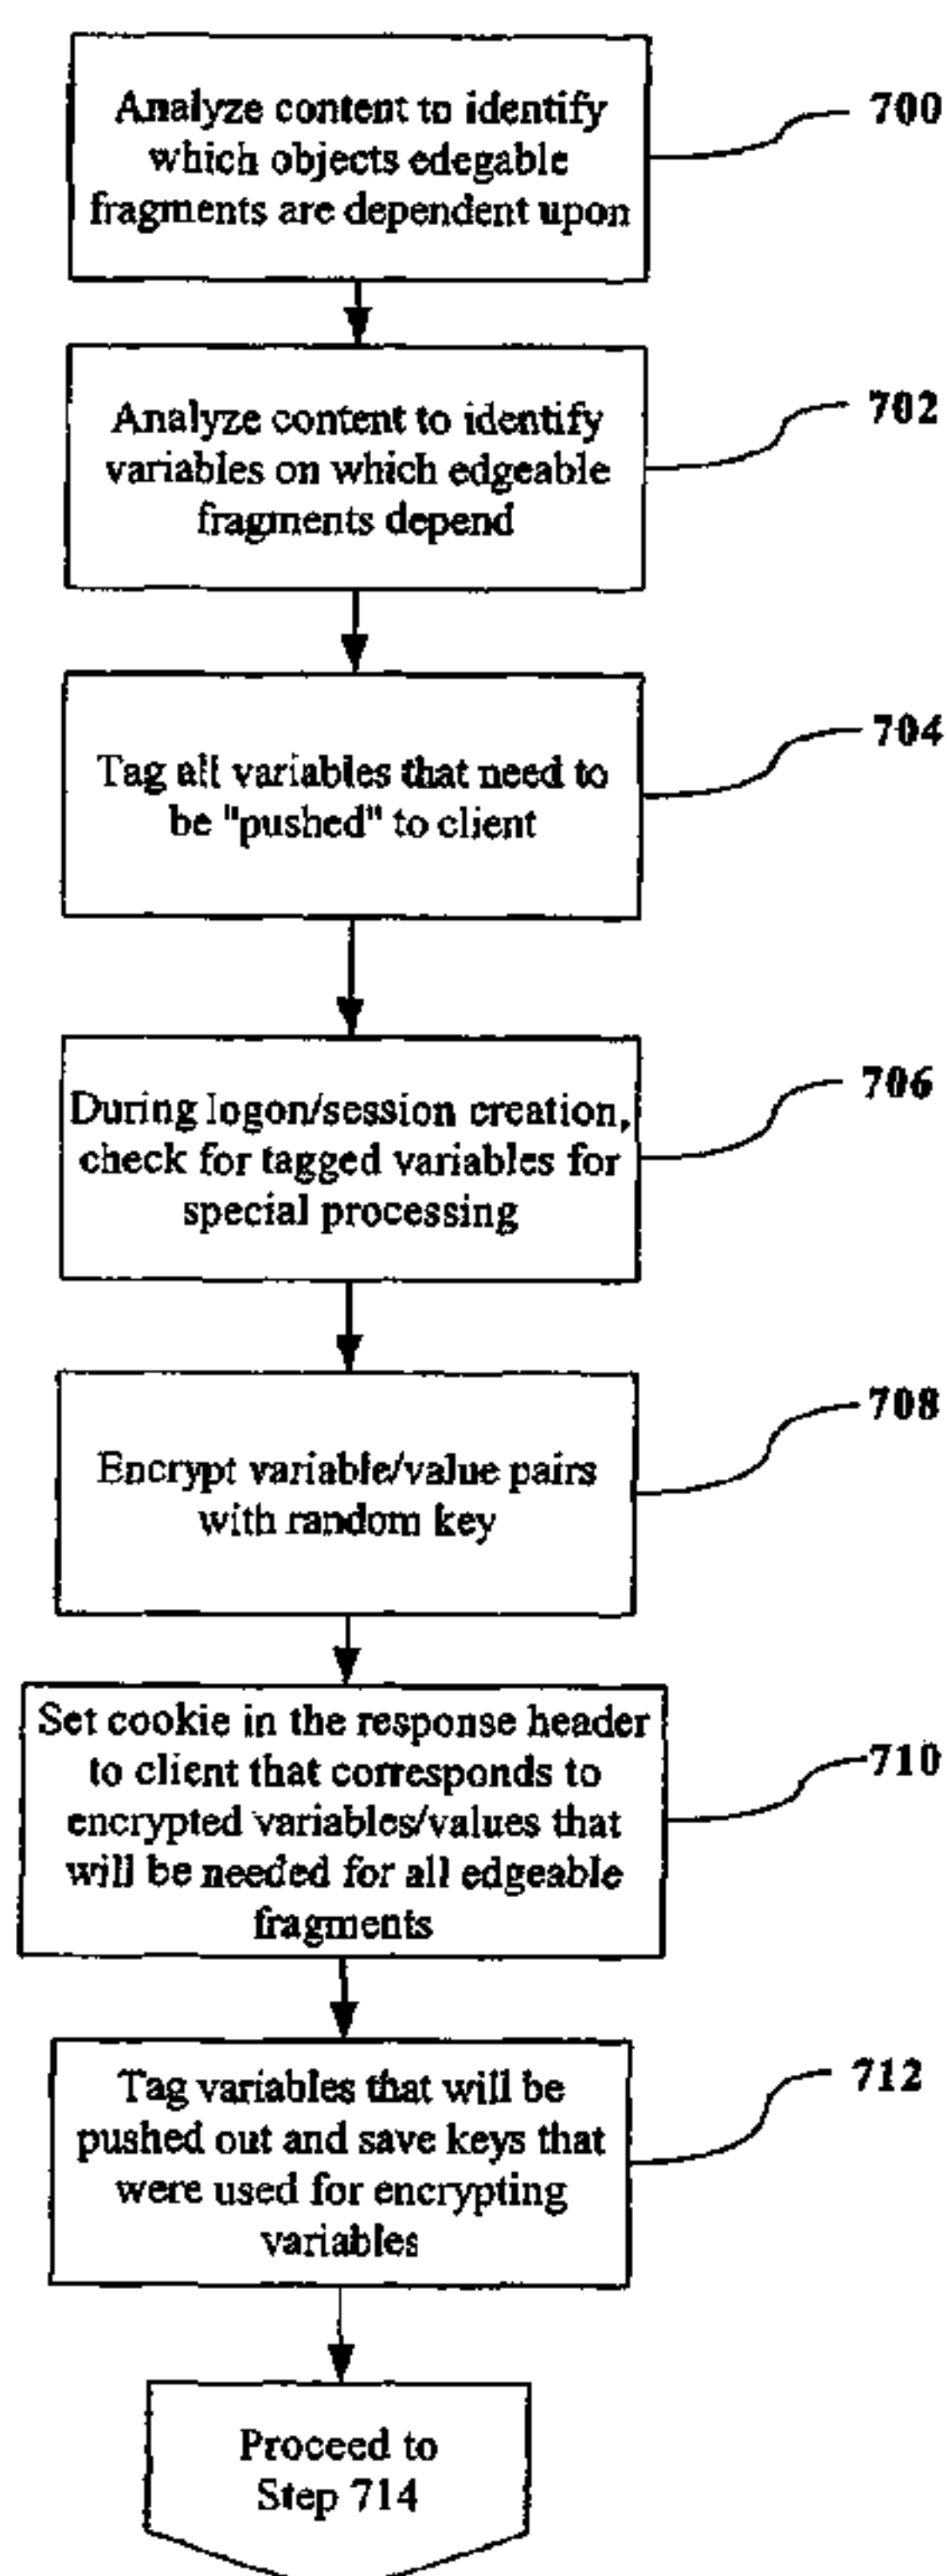 Analyze content to identify
which objects edegable
fragments are dependent upon
700
Analyze content to identify
variables on which edgeable
fragments depend
702
Tag all variables that need to
be "pushed" to client
704
During logon/session creation,
check for tagged variables for
special processing
706
Encrypt variable/value pairs
with random key
708
Set cookie in the response header
to client that corresponds to
encrypted variables/values that
will be needed for all edgeable
fragments
710
Tag variables that will be
pushed out and save keys that
were used for encrypting
variables
712
Proceed to
Step 714